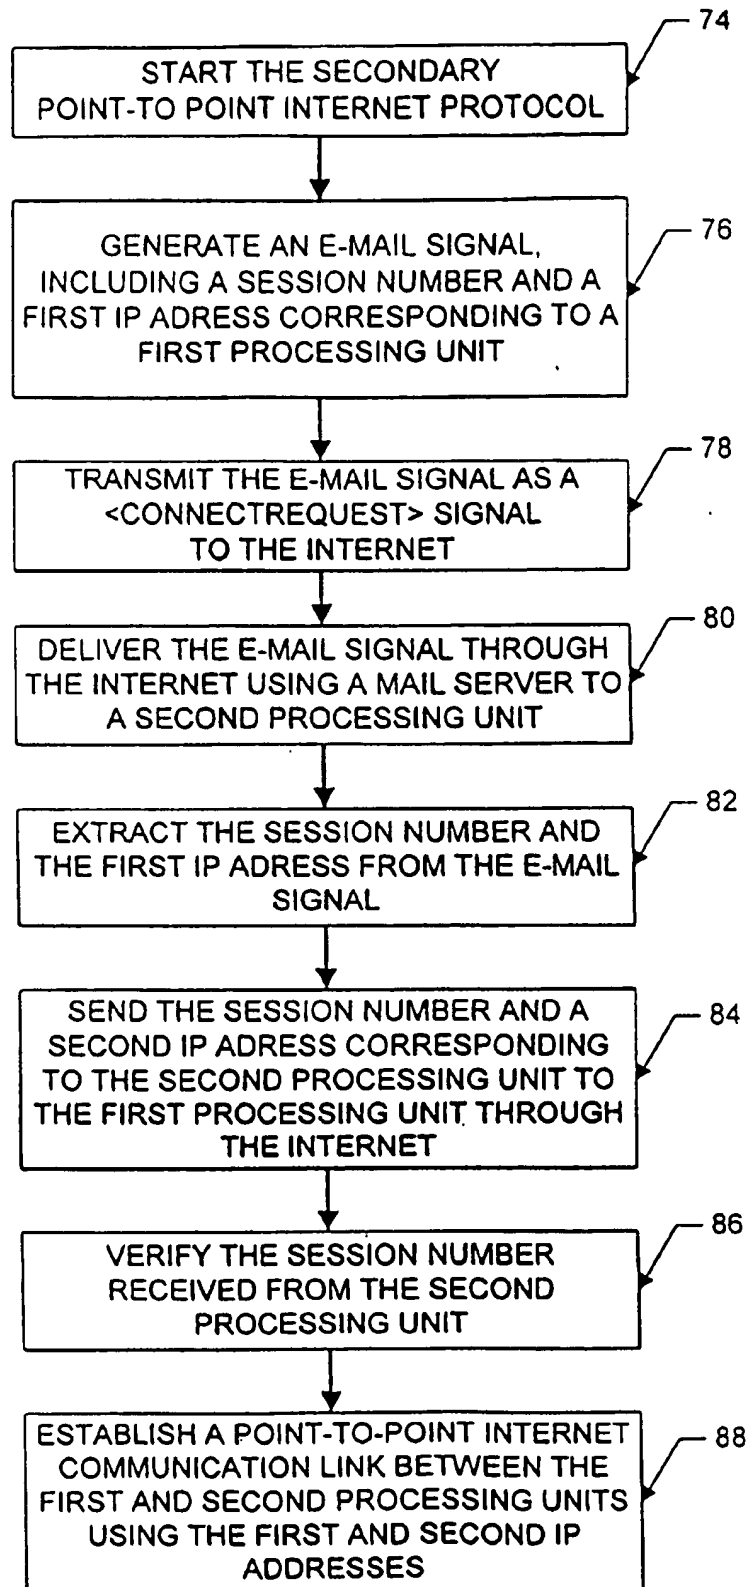 74
START THE SECONDARY
POINT-TO POINT INTERNET PROTOCOL
76
GENERATE AN E-MAIL SIGNAL,
INCLUDING A SESSION NUMBER AND A
FIRST IP ADRESS CORRESPONDING TO A
FIRST PROCESSING UNIT
78
TRANSMIT THE E-MAIL SIGNAL AS A
<CONNECTREQUEST> SIGNAL
TO THE INTERNET
80
DELIVER THE E-MAIL SIGNAL THROUGH
THE INTERNET USING A MAIL SERVER TO
A SECOND PROCESSING UNIT
82
EXTRACT THE SESSION NUMBER AND
THE FIRST IP ADRESS FROM THE E-MAIL
SIGNAL
84
SEND THE SESSION NUMBER AND A
SECOND IP ADRESS CORRESPONDING
TO THE SECOND PROCESSING UNIT TO
THE FIRST PROCESSING UNIT THROUGH
THE INTERNET
86
VERIFY THE SESSION NUMBER
RECEIVED FROM THE SECOND
PROCESSING UNIT
88
ESTABLISH A POINT-TO-POINT INTERNET
COMMUNICATION LINK BETWEEN THE
FIRST AND SECOND PROCESSING UNITS
USING THE FIRST AND SECOND IP
ADDRESSES